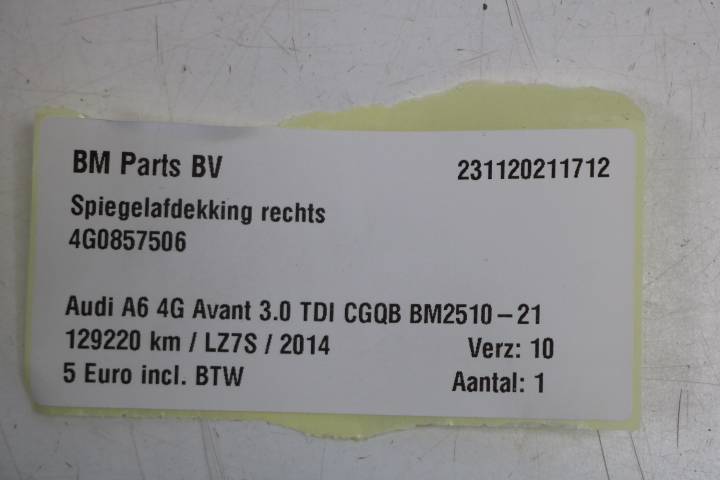 BM Parts BV 231120211712
Spiegelafdekking rechts
4G0857506
Audi A6 4G Avant 3.0 TDI CGQB BM2510-21
129220 km / LZ7S / 2014 Verz: 10
5 Euro incl. BTW Aantal: 1